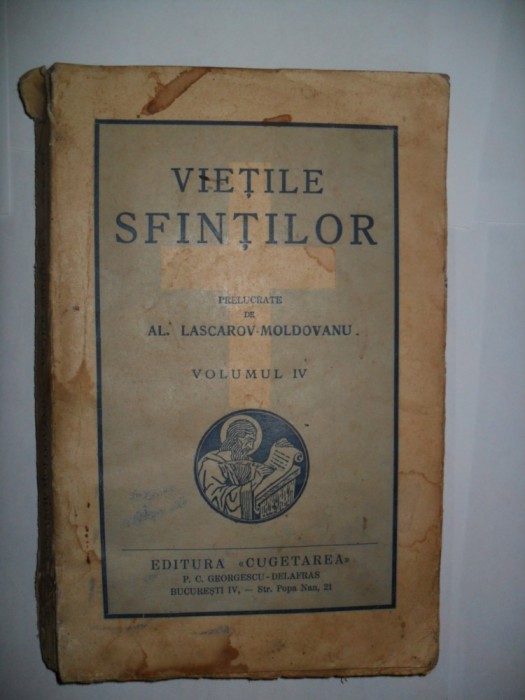 VIEȚILE
SFINȚILOR
PRELUCRATE
DE
AL. LASCAROV-MOLDOVANU.
VOLUMUL IV
EDITURA «CUGETAREA»
P. C. GEORGESCU-DELAFRAS
BUCUREȘTI IV, — Str. Popa Nan, 21